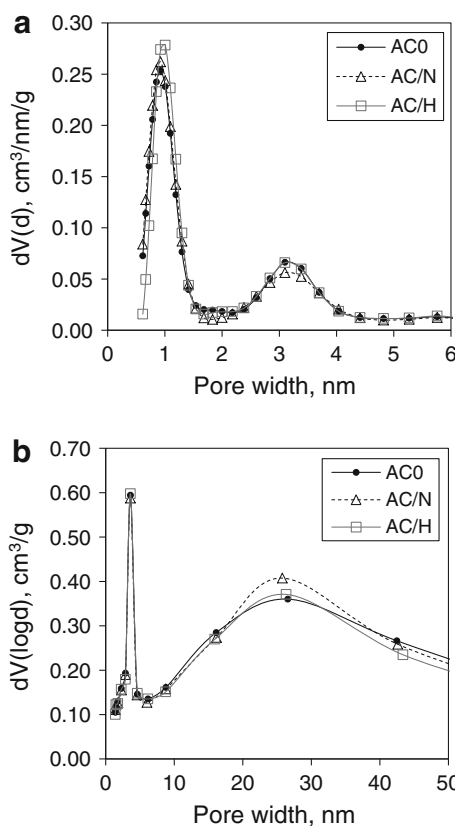 a
0.30
0.25
0.20
0.15
0.10
0.05
0.00
dV(d), cm³/nm/g
AC0
AC/N
AC/H
0 1 2 3 4 5 6
Pore width, nm
b
0.70
0.60
0.50
0.40
0.30
0.20
0.10
0.00
dV(logd), cm³/g
AC0
AC/N
AC/H
0 10 20 30 40 50
Pore width, nm